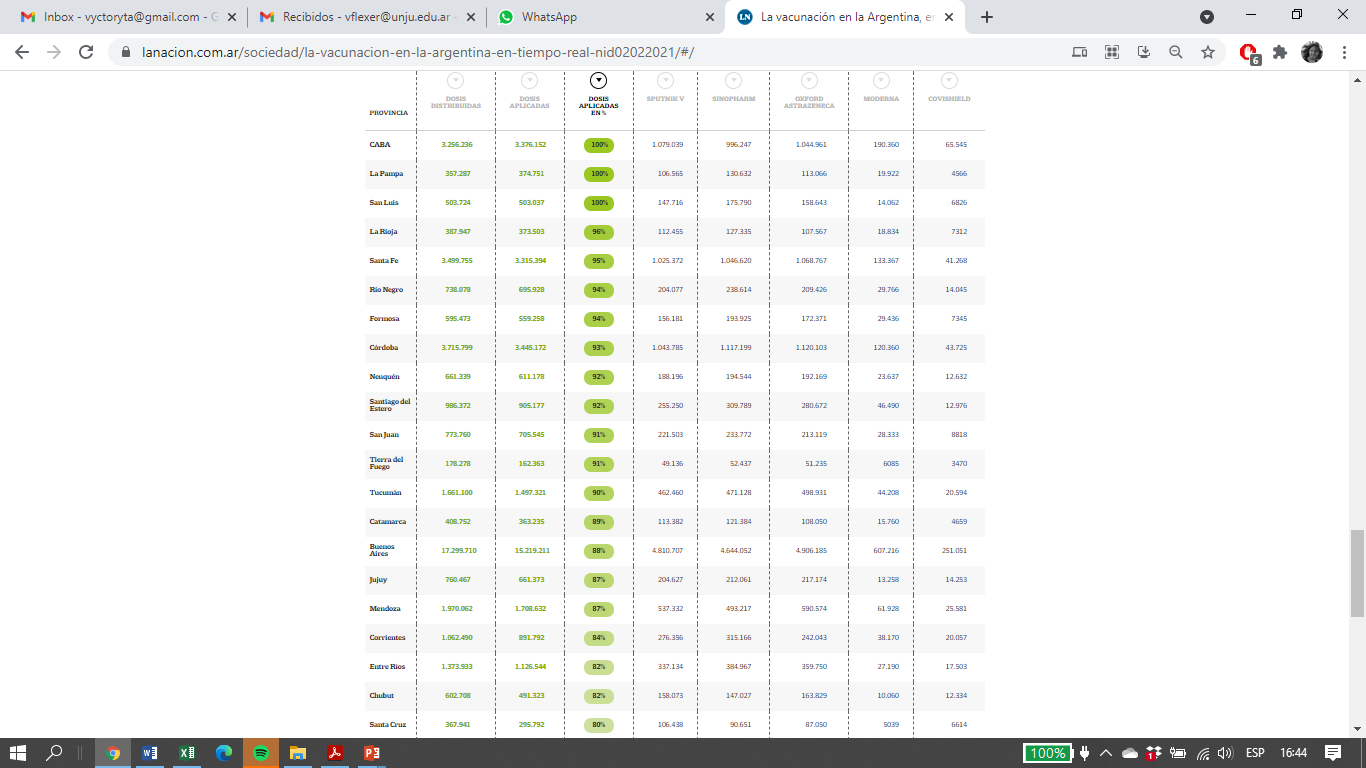 Inbox - vyctoryta@gmail.com - G
Recibidos - vflexer@unju.edu.ar -
WhatsApp
LN La vacunación en la Argentina, en
lanacion.com.ar/sociedad/la-vacunacion-en-la-argentina-en-tiempo-real-nid02022021/#/
6
PROVINCIA DOSIS DISTRIBUIDAS DOSIS APLICADAS DOSIS APLICADAS EN % SPUTNIK V SINOPHARM OXFORD ASTRAZENECA MODERNA COVISHIELD
CABA 3.256.236 3.376.152 100% 1.079.039 996.247 1.044.961 190.360 65.545
La Pampa 357.287 374.751 100% 106.565 130.632 113.066 19.922 4566
San Luis 503.724 503.037 100% 147.716 175.790 158.643 14.062 6826
La Rioja 387.947 373.503 96% 112.455 127.335 107.567 18.834 7312
Santa Fe 3.499.755 3.315.394 95% 1.025.372 1.046.620 1.068.767 133.367 41.268
Río Negro 738.078 695.928 94% 204.077 238.614 209.426 29.766 14.045
Formosa 595.473 559.258 94% 156.181 193.925 172.371 29.436 7345
Córdoba 3.715.799 3.445.172 93% 1.043.785 1.117.199 1.120.103 120.360 43.725
Neuquén 661.339 611.178 92% 188.196 194.544 192.169 23.637 12.632
Santiago del Estero 986.372 905.177 92% 255.250 309.789 280.672 46.490 12.976
San Juan 773.760 705.545 91% 221.503 233.772 213.119 28.333 8818
Tierra del Fuego 178.278 162.363 91% 49.136 52.437 51.235 6085 3470
Tucumán 1.661.100 1.497.321 90% 462.460 471.128 498.931 44.208 20.594
Catamarca 408.752 363.235 89% 113.382 121.384 108.050 15.760 4659
Buenos Aires 17.299.710 15.219.211 88% 4.810.707 4.644.052 4.906.185 607.216 251.051
Jujuy 760.467 661.373 87% 204.627 212.061 217.174 13.258 14.253
Mendoza 1.970.062 1.708.632 87% 537.332 493.217 590.574 61.928 25.581
Corrientes 1.062.490 891.792 84% 276.356 315.166 242.043 38.170 20.057
Entre Ríos 1.373.933 1.126.544 82% 337.134 384.967 359.750 27.190 17.503
Chubut 602.708 491.323 82% 158.073 147.027 163.829 10.060 12.334
Santa Cruz 367.941 295.792 80% 106.438 90.651 87.050 5039 6614
100% ESP 16:44